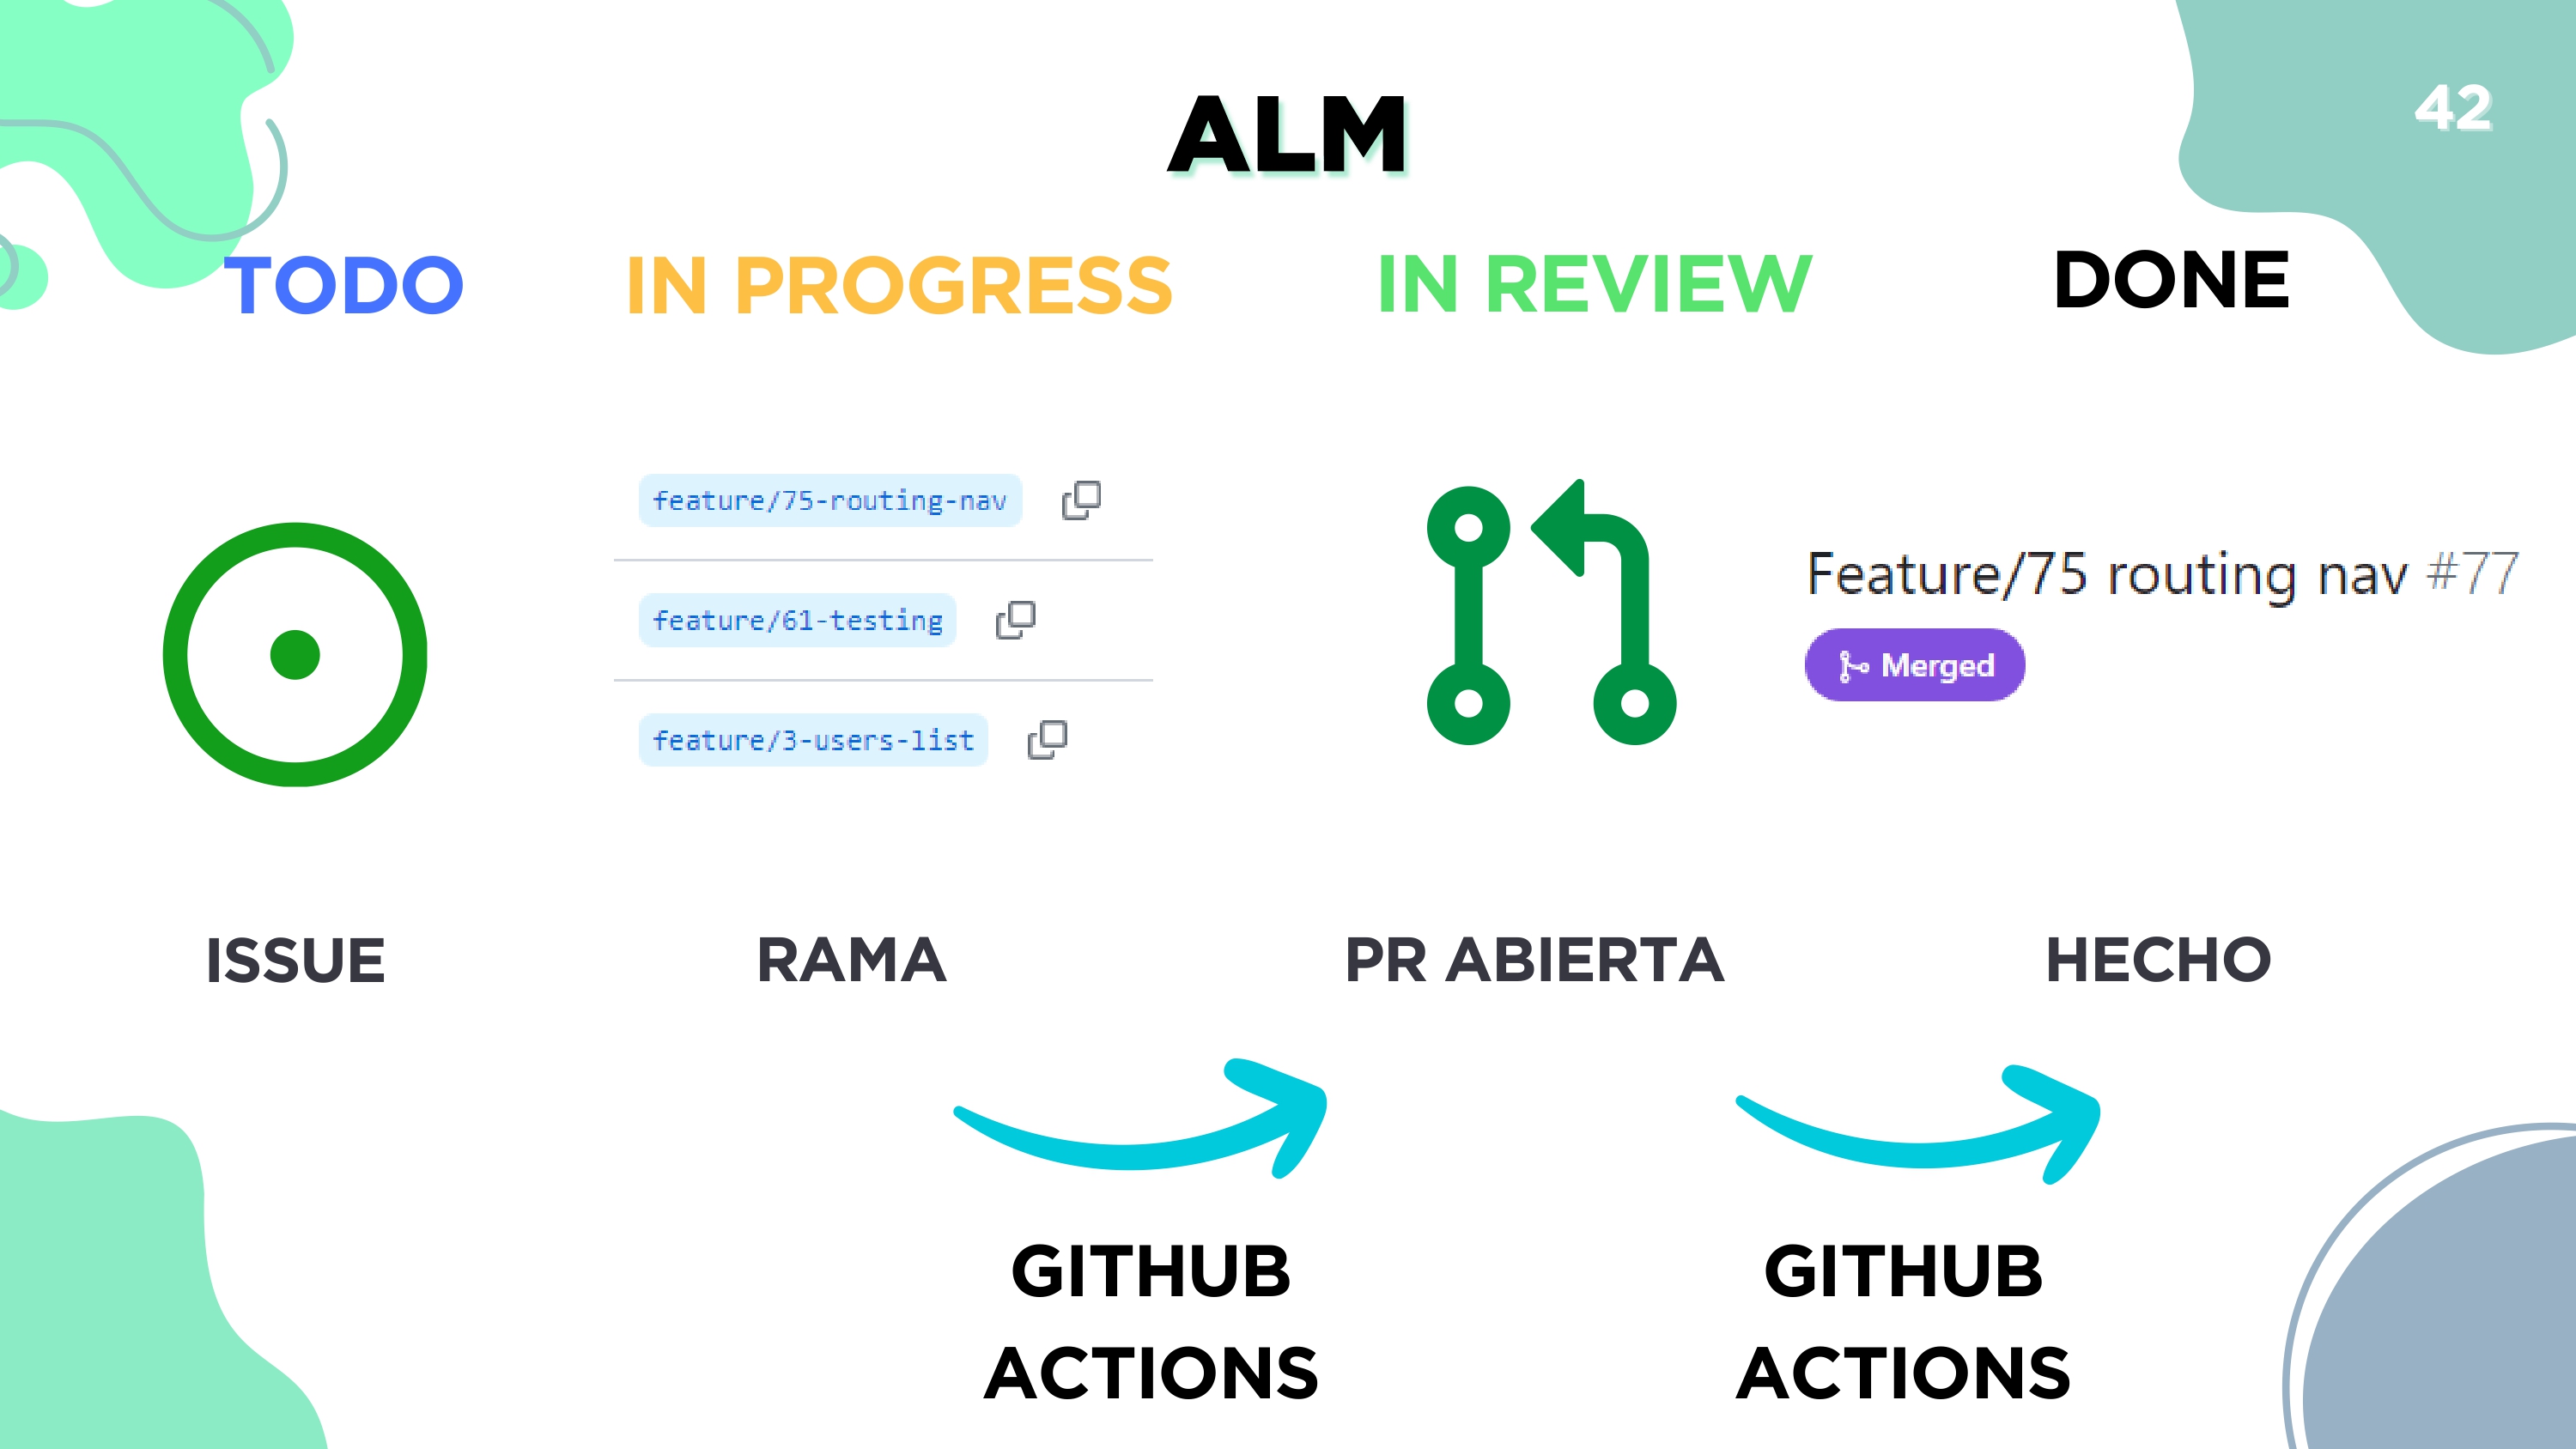 ALM
42
TODO
IN PROGRESS
IN REVIEW
DONE
feature/75-routing-nav
feature/61-testing
feature/3-users-list
Feature/75 routing nav #77
Merged
ISSUE
RAMA
PR ABIERTA
HECHO
GITHUB
ACTIONS
GITHUB
ACTIONS